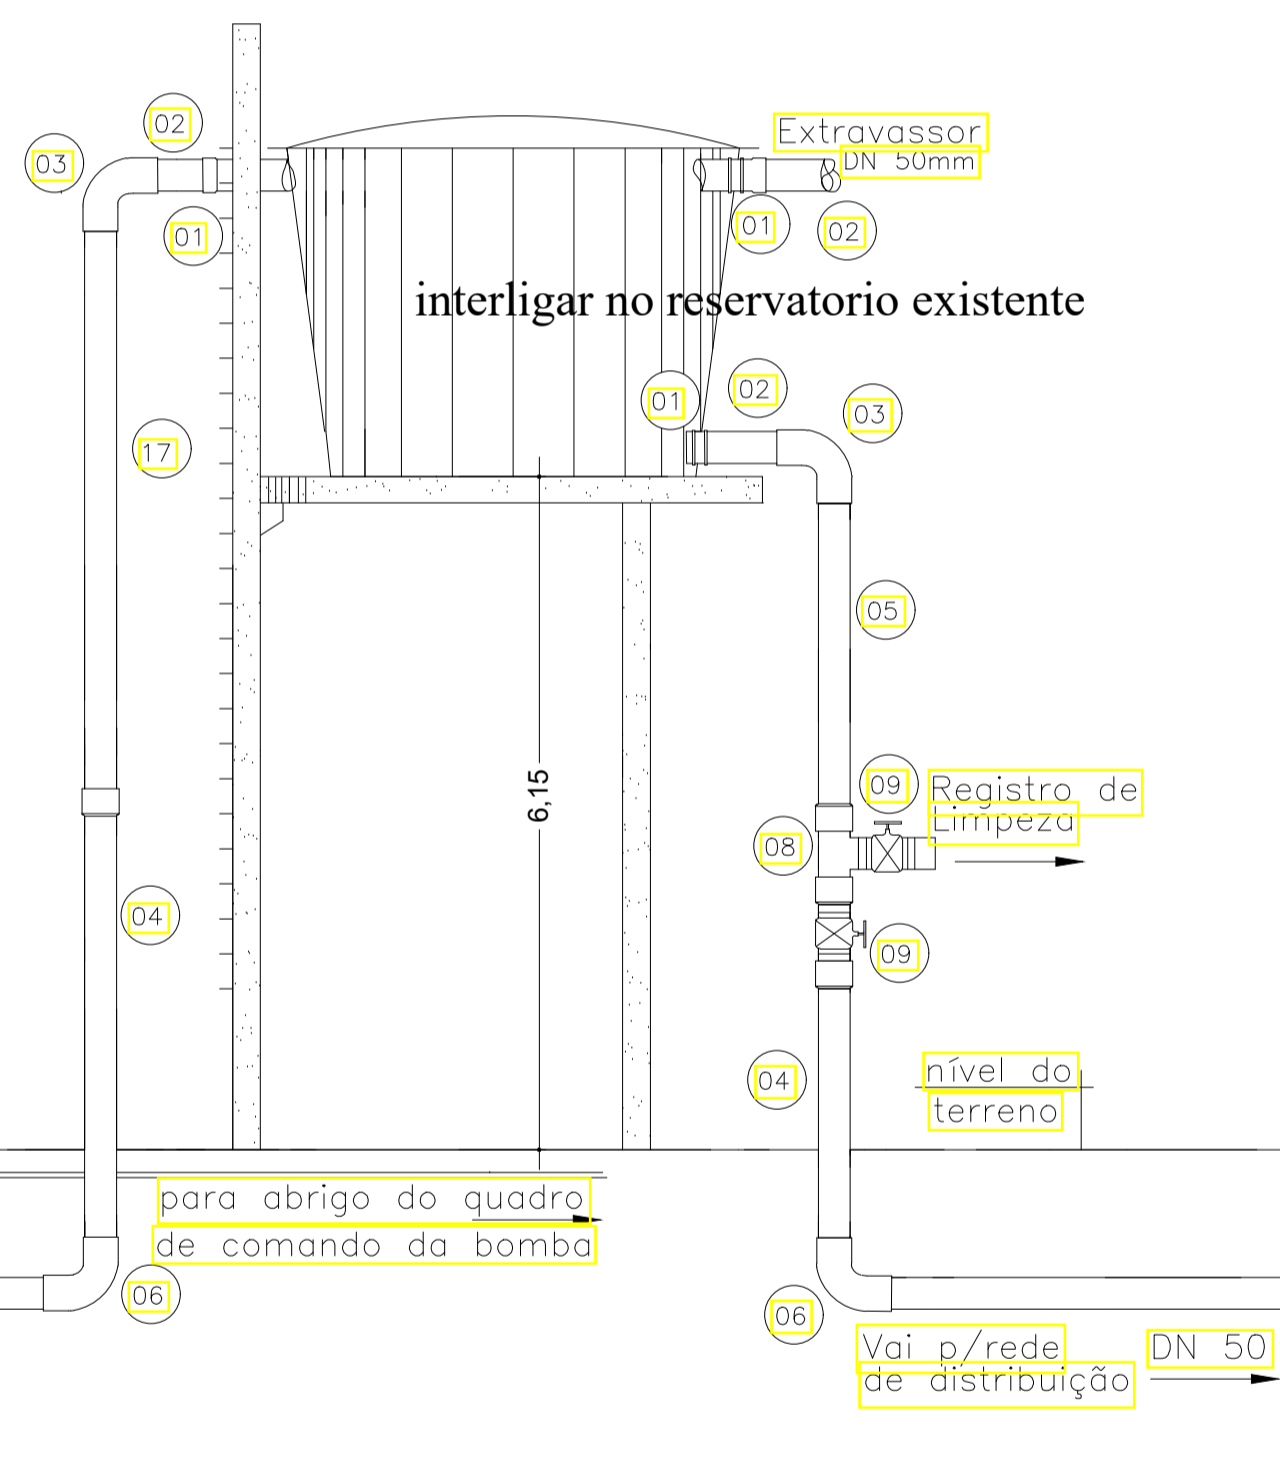 02
Extravassor
03
DN 50mm
01
01
02
interligar no reservatorio existente
02
01
03
17
05
6,15
09
Registro de
Limpeza
08
04
09
nível do
04
terreno
para abrigo do quadro
de comando da bomba
06
06
Vai p/rede
DN 50
de distribuição